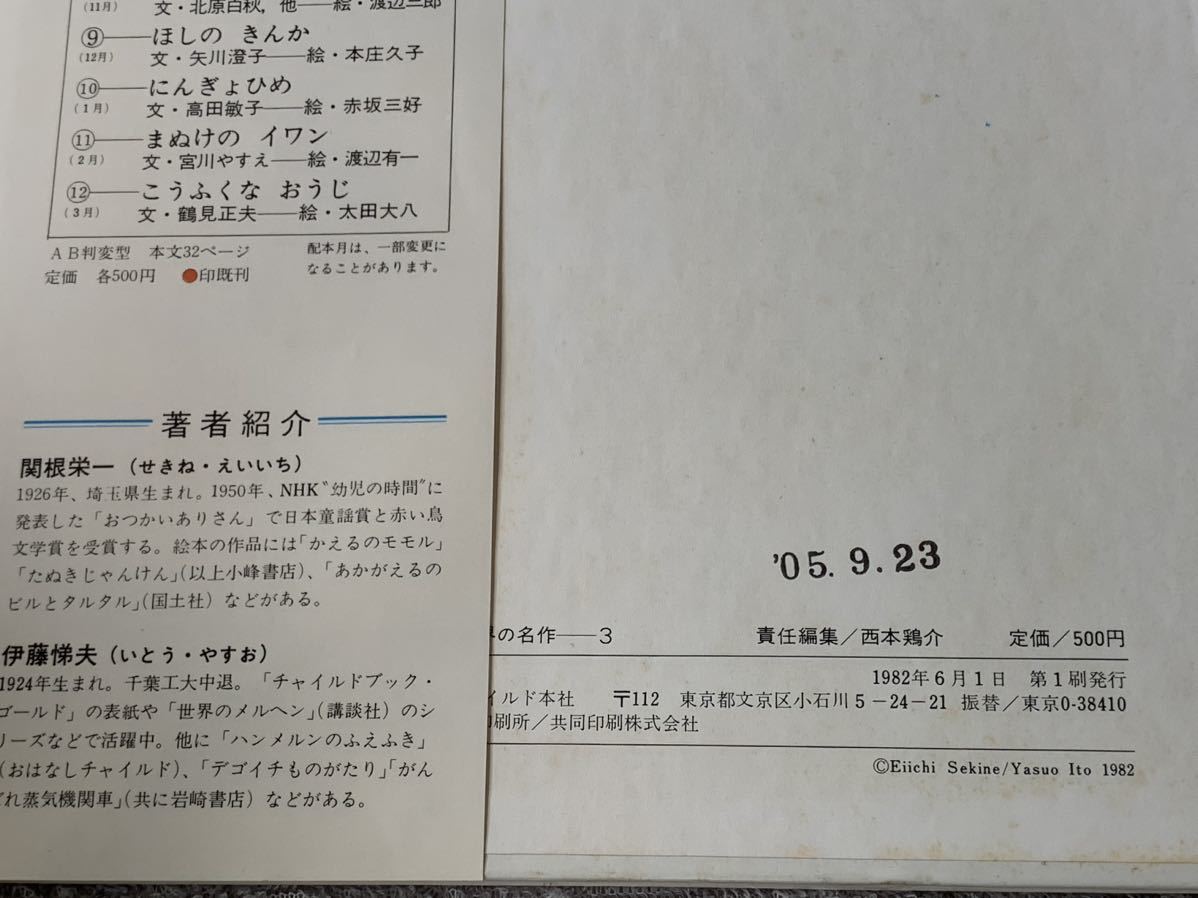 (11月) 文・北原白秋,他――絵・渡辺三郎
⑨――ほしの きんか
(12月) 文・矢川澄子――絵・本庄久子
⑩――にんぎょひめ
(1月) 文・高田敏子――絵・赤坂三好
⑪――まぬけの イワン
(2月) 文・宮川やすえ――絵・渡辺有一
⑫――こうふくな おうじ
(3月) 文・鶴見正夫――絵・太田大八
AB判変型 本文32ページ
定価 各500円 ●印既刊
配本月は、一部変更に
なることがあります。
著者紹介
関根栄一(せきね・えいいち)
1926年、埼玉県生まれ。1950年、NHK〝幼児の時間〟に
発表した「おつかいありさん」で日本童謡賞と赤い鳥
文学賞を受賞する。絵本の作品には「かえるのモモル」
「たぬきじゃんけん」(以上小峰書店)、「あかがえるの
ビルとタルタル」(国土社)などがある。
伊藤悌夫(いとう・やすお)
1924年生まれ。千葉工大中退。「チャイルドブック・
ゴールド」の表紙や「世界のメルヘン」(講談社)のシ
リーズなどで活躍中。他に「ハンメルンのふえふき」
(おはなしチャイルド)、「デゴイチものがたり」「がん
ばれ蒸気機関車」(共に岩崎書店)などがある。
'05.9.23
の名作――3 責任編集/西本鶏介 定価/500円
1982年6月1日 第1刷発行
イルド本社 〒112 東京都文京区小石川5-24-21 振替/東京0-38410
印刷所/共同印刷株式会社
©Eiichi Sekine/Yasuo Ito 1982